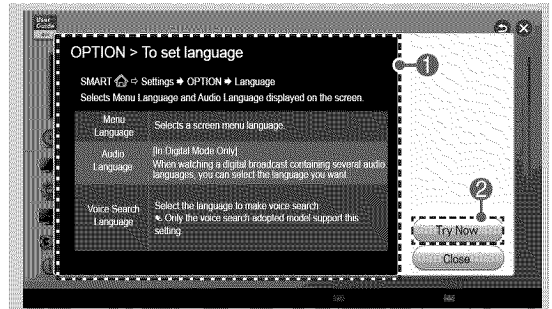 User
Guide
OPTION > To set language
❶
SMART ⇨ Settings ➡ OPTION ➡ Language
Selects Menu Language and Audio Language displayed on the screen.
Menu
Language
Selects a screen menu language.
Audio
Language
[In Digital Mode Only]
When watching a digital broadcast containing several audio
languages, you can select the language you want.
Voice Search
Language
Select the language to make voice search
Only the voice search adopted model support this
setting.
❷
Try Now
Close